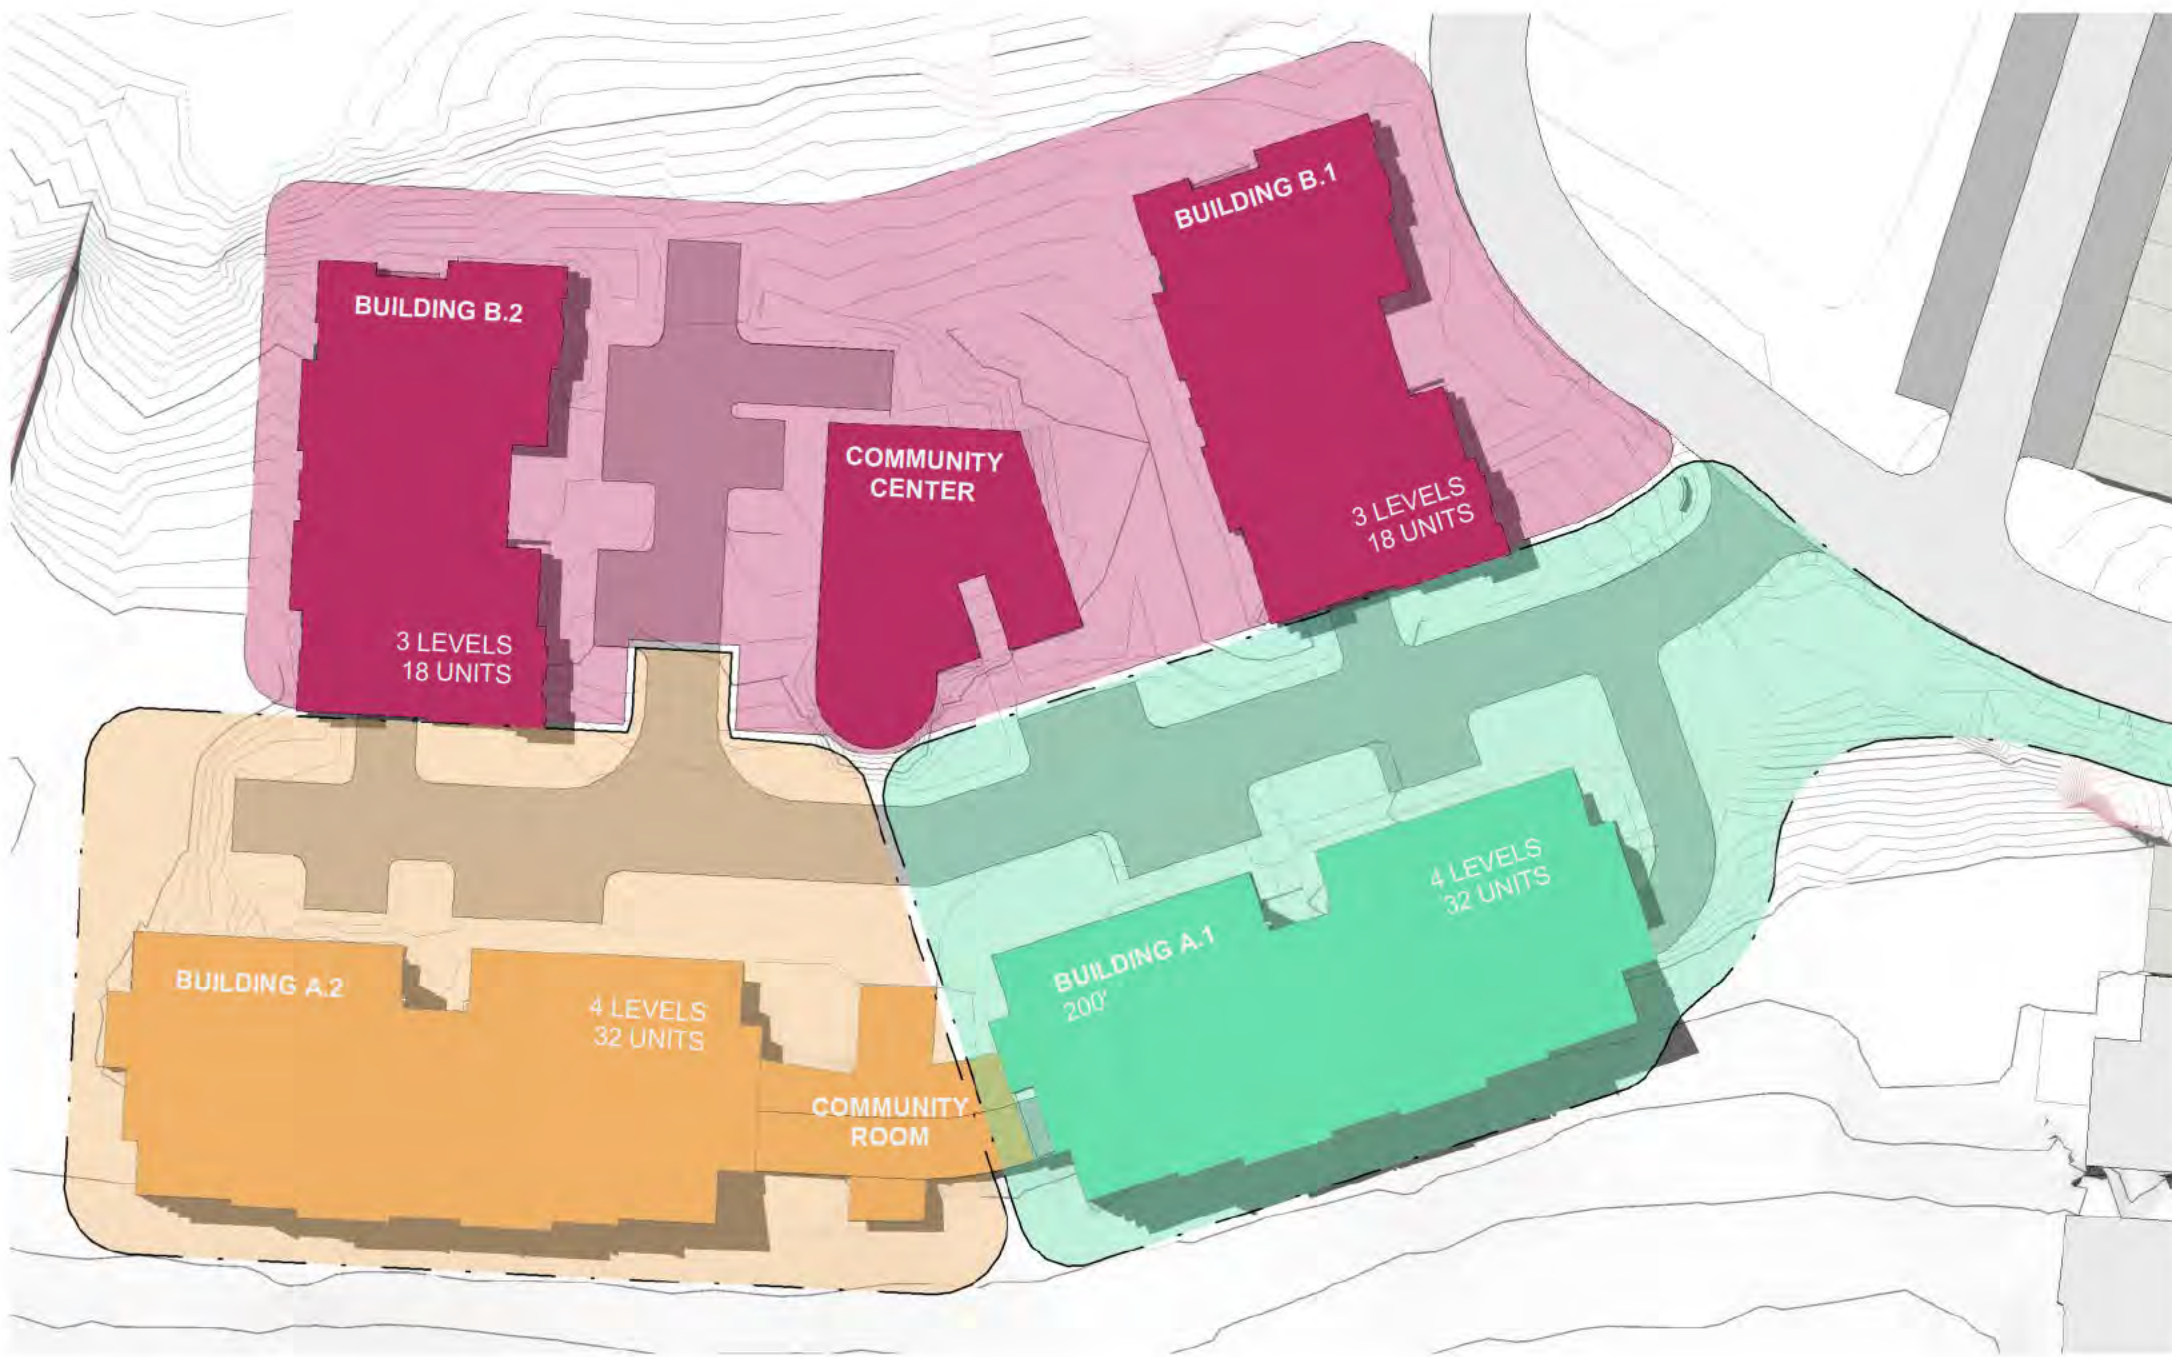 BUILDING B.1
3 LEVELS
18 UNITS
BUILDING B.2
3 LEVELS
18 UNITS
COMMUNITY
CENTER
BUILDING A.2
4 LEVELS
32 UNITS
COMMUNITY
ROOM
BUILDING A.1
200'
4 LEVELS
32 UNITS